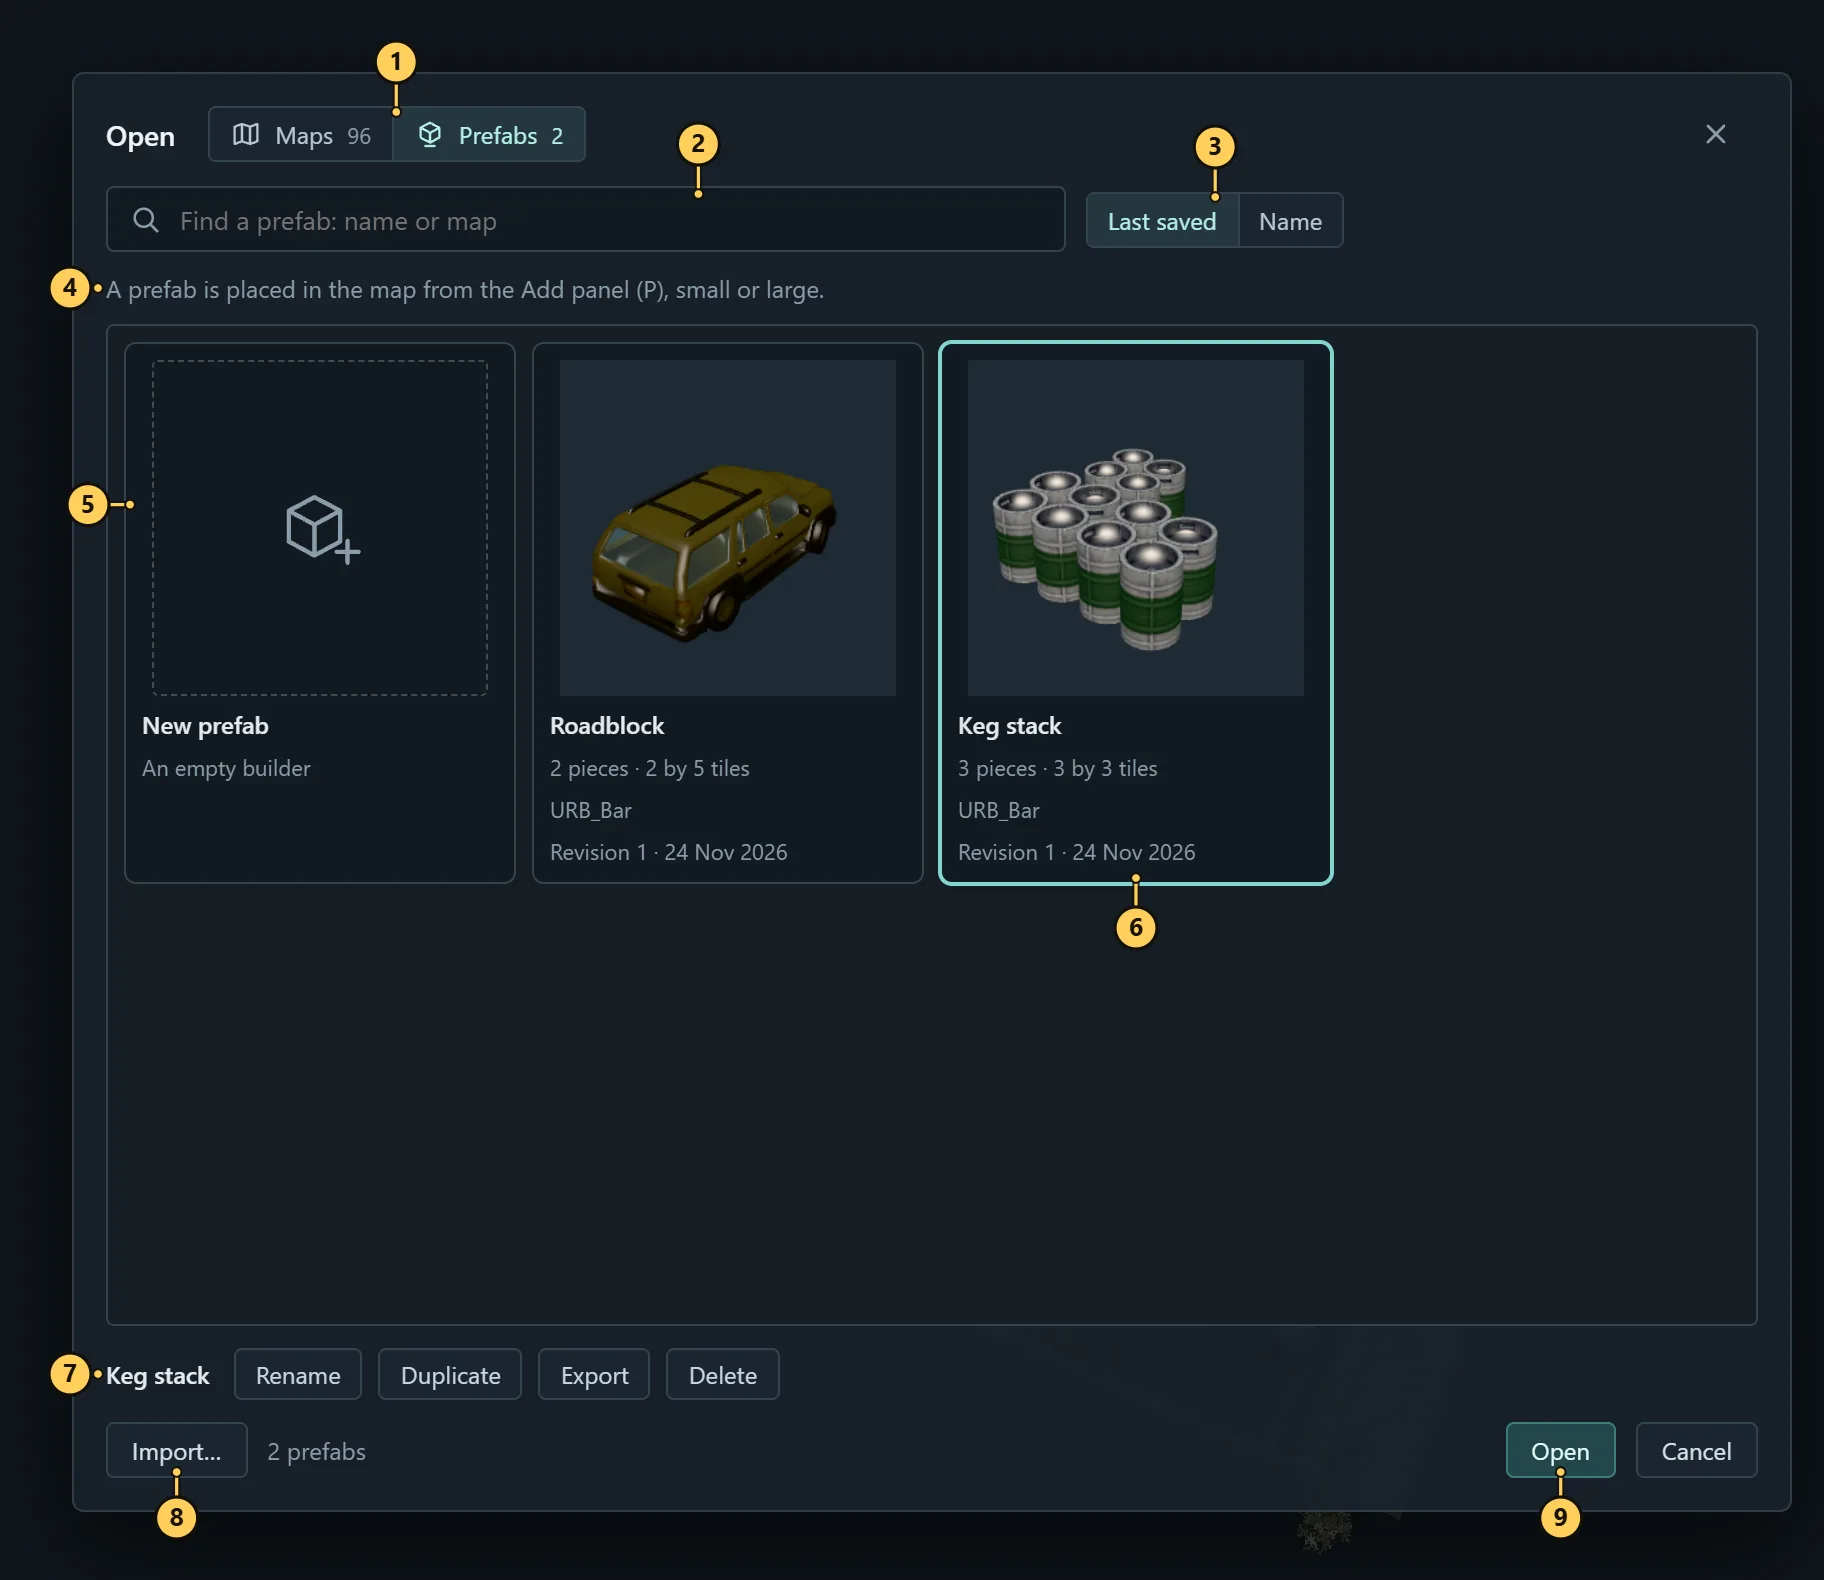 1
Open
Maps 96
Prefabs 2
2
3
Find a prefab: name or map
Last saved
Name
4
A prefab is placed in the map from the Add panel (P), small or large.
5
New prefab
An empty builder
Roadblock
2 pieces · 2 by 5 tiles
URB_Bar
Revision 1 · 24 Nov 2026
Keg stack
3 pieces · 3 by 3 tiles
URB_Bar
Revision 1 · 24 Nov 2026
6
7
Keg stack
Rename
Duplicate
Export
Delete
Import...
2 prefabs
Open
Cancel
8
9